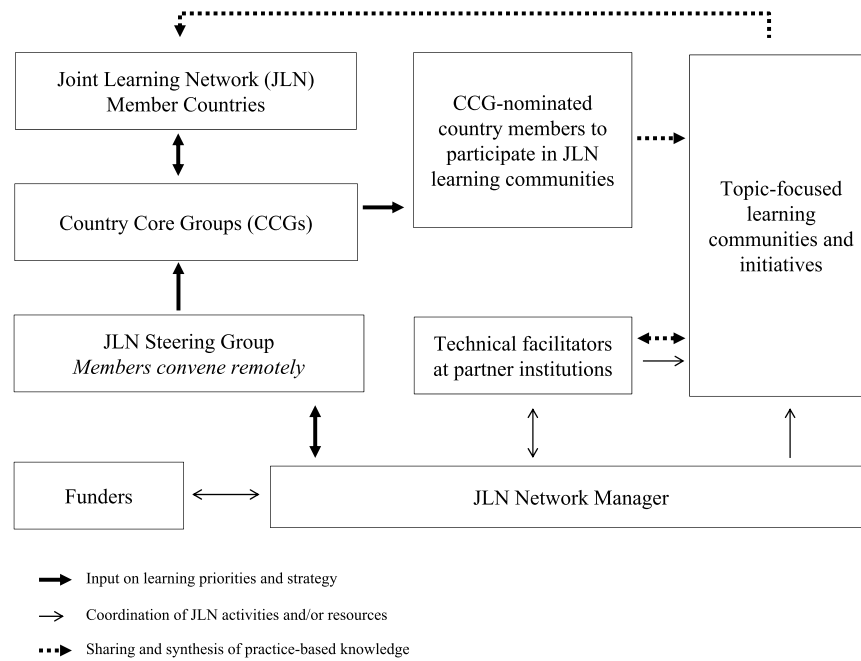 Joint Learning Network (JLN)
Member Countries
CCG-nominated
country members to
participate in JLN
learning communities
Topic-focused
learning
communities and
initiatives
Country Core Groups (CCGs)
JLN Steering Group
Members convene remotely
Technical facilitators
at partner institutions
Funders
JLN Network Manager
Input on learning priorities and strategy
Coordination of JLN activities and/or resources
Sharing and synthesis of practice-based knowledge